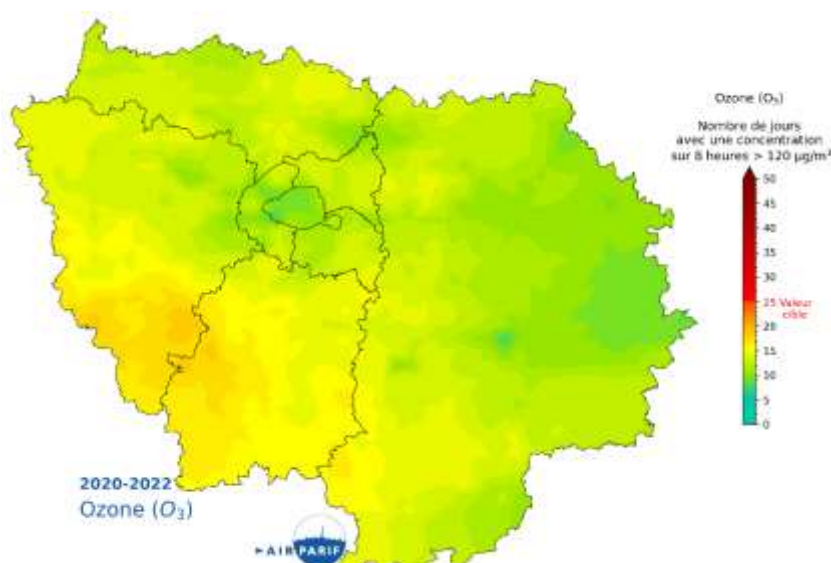 Ozone (O₃)
Nombre de jours
avec une concentration
sur 8 heures > 120 µg/m³
50
45
40
35
30
25 Valeur
cible
20
15
10
5
0
2020-2022
Ozone (O₃)
AIRPARIF